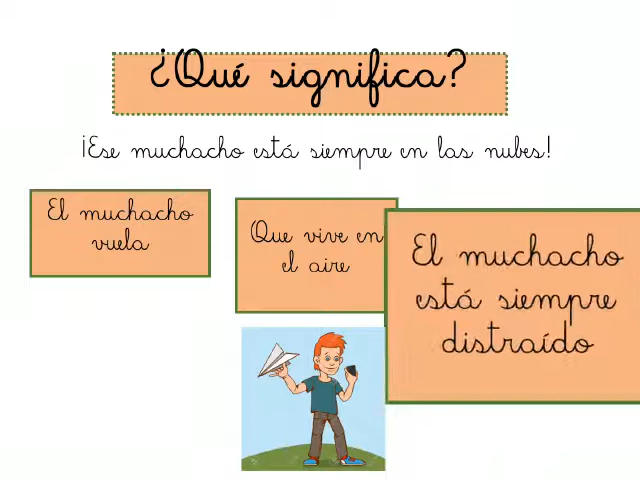 ¿Qué significa?
¡Ese muchacho está siempre en las nubes!
El muchacho
vuela
Que vive en
el aire
El muchacho
está siempre
distraído